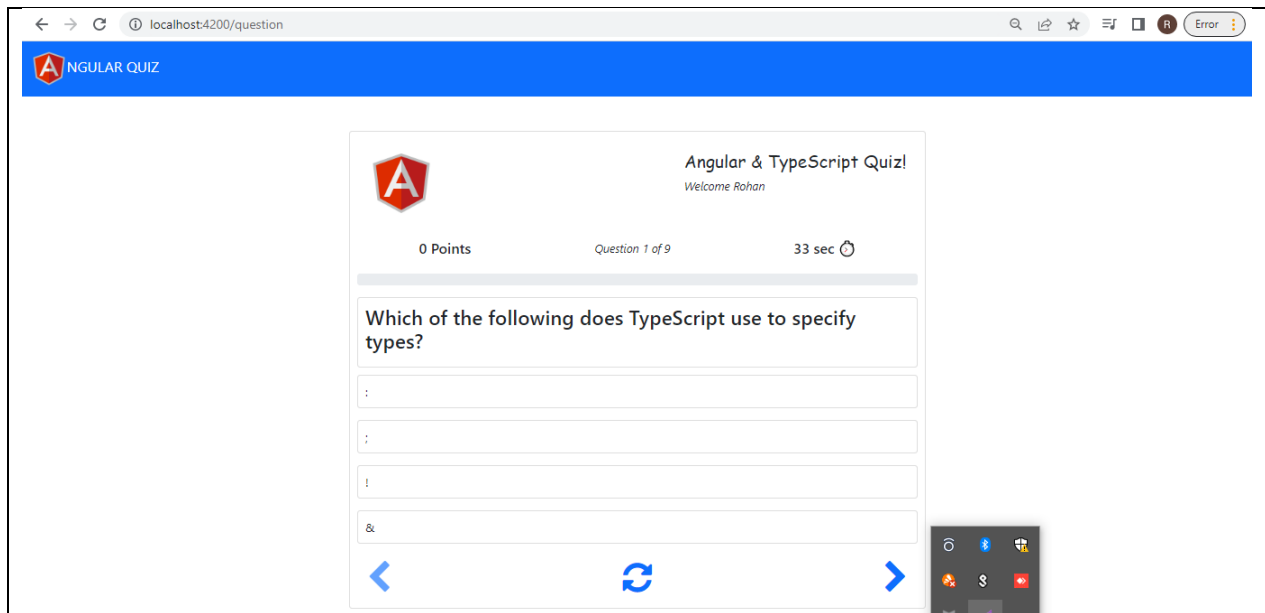 localhost:4200/question
R
Error
NGULAR QUIZ
A
Angular & TypeScript Quiz!
Welcome Rohan
0 Points
Question 1 of 9
33 sec
Which of the following does TypeScript use to specify
types?
:
;
!
&